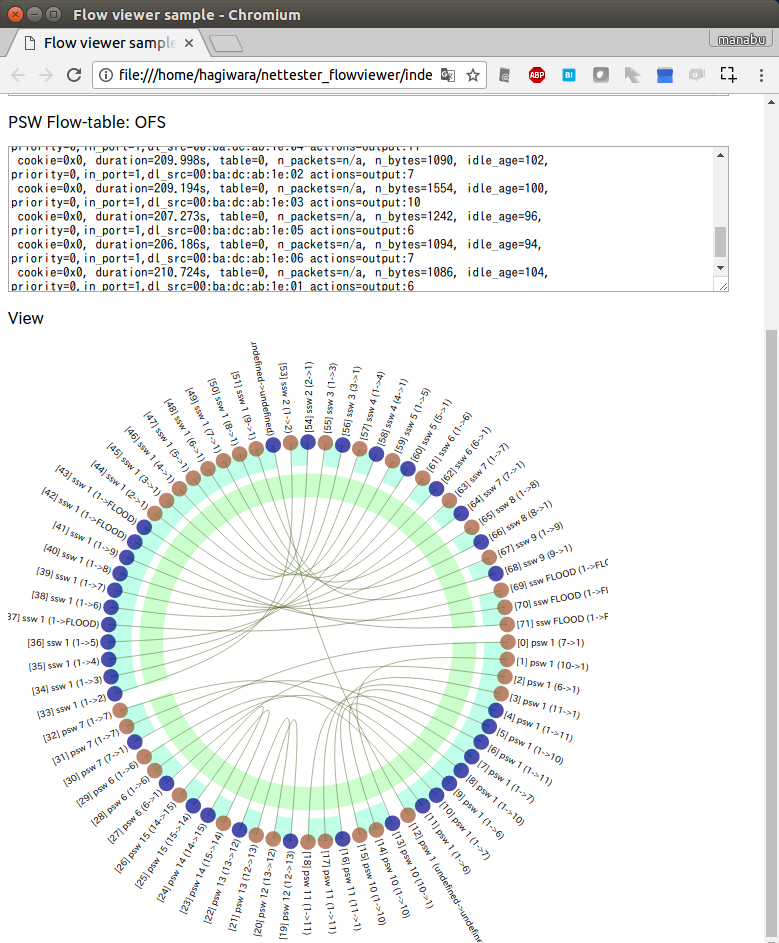 Flow viewer sample - Chromium
Flow viewer sample
manabu
file:///home/hagiwara/nettester_flowviewer/inde
ABP
B!
PSW Flow-table: OFS
priority=0,in_port=1,dl_src=00:ba:dc:ab:1e:04 actions=output:11
cookie=0x0, duration=209.998s, table=0, n_packets=n/a, n_bytes=1090, idle_age=102,
priority=0,in_port=1,dl_src=00:ba:dc:ab:1e:02 actions=output:7
cookie=0x0, duration=209.194s, table=0, n_packets=n/a, n_bytes=1554, idle_age=100,
priority=0,in_port=1,dl_src=00:ba:dc:ab:1e:03 actions=output:10
cookie=0x0, duration=207.273s, table=0, n_packets=n/a, n_bytes=1242, idle_age=96,
priority=0,in_port=1,dl_src=00:ba:dc:ab:1e:05 actions=output:6
cookie=0x0, duration=206.186s, table=0, n_packets=n/a, n_bytes=1094, idle_age=94,
priority=0,in_port=1,dl_src=00:ba:dc:ab:1e:06 actions=output:7
cookie=0x0, duration=210.724s, table=0, n_packets=n/a, n_bytes=1086, idle_age=104,
priority=0,in_port=1,dl_src=00:ba:dc:ab:1e:01 actions=output:6
View
[0] psw 1 (7->1)
[1] psw 1 (10->1)
[2] psw 1 (6->1)
[3] psw 1 (11->1)
[4] psw 1 (1->11)
[5] psw 1 (1->10)
[6] psw 1 (1->11)
[7] psw 1 (1->7)
[8] psw 1 (1->10)
[9] psw 1 (1->6)
[10] psw 1 (1->7)
[11] psw 1 (1->6)
[12] psw 1 (undefined->undefined
[13] psw 10 (10->1)
[14] psw 10 (1->10)
[15] psw 10 (1->10)
[16] psw 11 (11->1)
[17] psw 11 (1->11)
[18] psw 11 (1->11)
[19] psw 12 (12->13)
[20] psw 12 (13->12)
[21] psw 13 (12->13)
[22] psw 13 (13->12)
[23] psw 14 (15->14)
[24] psw 14 (14->15)
[25] psw 15 (15->14)
[26] psw 15 (14->15)
[27] psw 6 (6->1)
[28] psw 6 (1->6)
[29] psw 6 (1->6)
[30] psw 7 (7->1)
[31] psw 7 (1->7)
[32] psw 7 (1->7)
[33] ssw 1 (1->2)
[34] ssw 1 (1->3)
[35] ssw 1 (1->4)
[36] ssw 1 (1->5)
37] ssw 1 (1->FLOOD)
[38] ssw 1 (1->6)
[39] ssw 1 (1->7)
[40] ssw 1 (1->8)
[41] ssw 1 (1->9)
[42] ssw 1 (1->FLOOD)
[43] ssw 1 (1->FLOOD)
[44] ssw 1 (2->1)
[45] ssw 1 (3->1)
[46] ssw 1 (4->1)
[47] ssw 1 (5->1)
[48] ssw 1 (6->1)
[49] ssw 1 (7->1)
[50] ssw 1 (8->1)
[51] ssw 1 (9->1)
undefined->undefined)
[53] ssw 2 (1->2)
[54] ssw 2 (2->1)
[55] ssw 3 (1->3)
[56] ssw 3 (3->1)
[57] ssw 4 (1->4)
[58] ssw 4 (4->1)
[59] ssw 5 (1->5)
[60] ssw 5 (5->1)
[61] ssw 6 (1->6)
[62] ssw 6 (6->1)
[63] ssw 7 (1->7)
[64] ssw 7 (7->1)
[65] ssw 8 (1->8)
[66] ssw 8 (8->1)
[67] ssw 9 (1->9)
[68] ssw 9 (9->1)
[69] ssw FLOOD (1->FLO
[70] ssw FLOOD (1->F
[71] ssw FLOOD (1->F